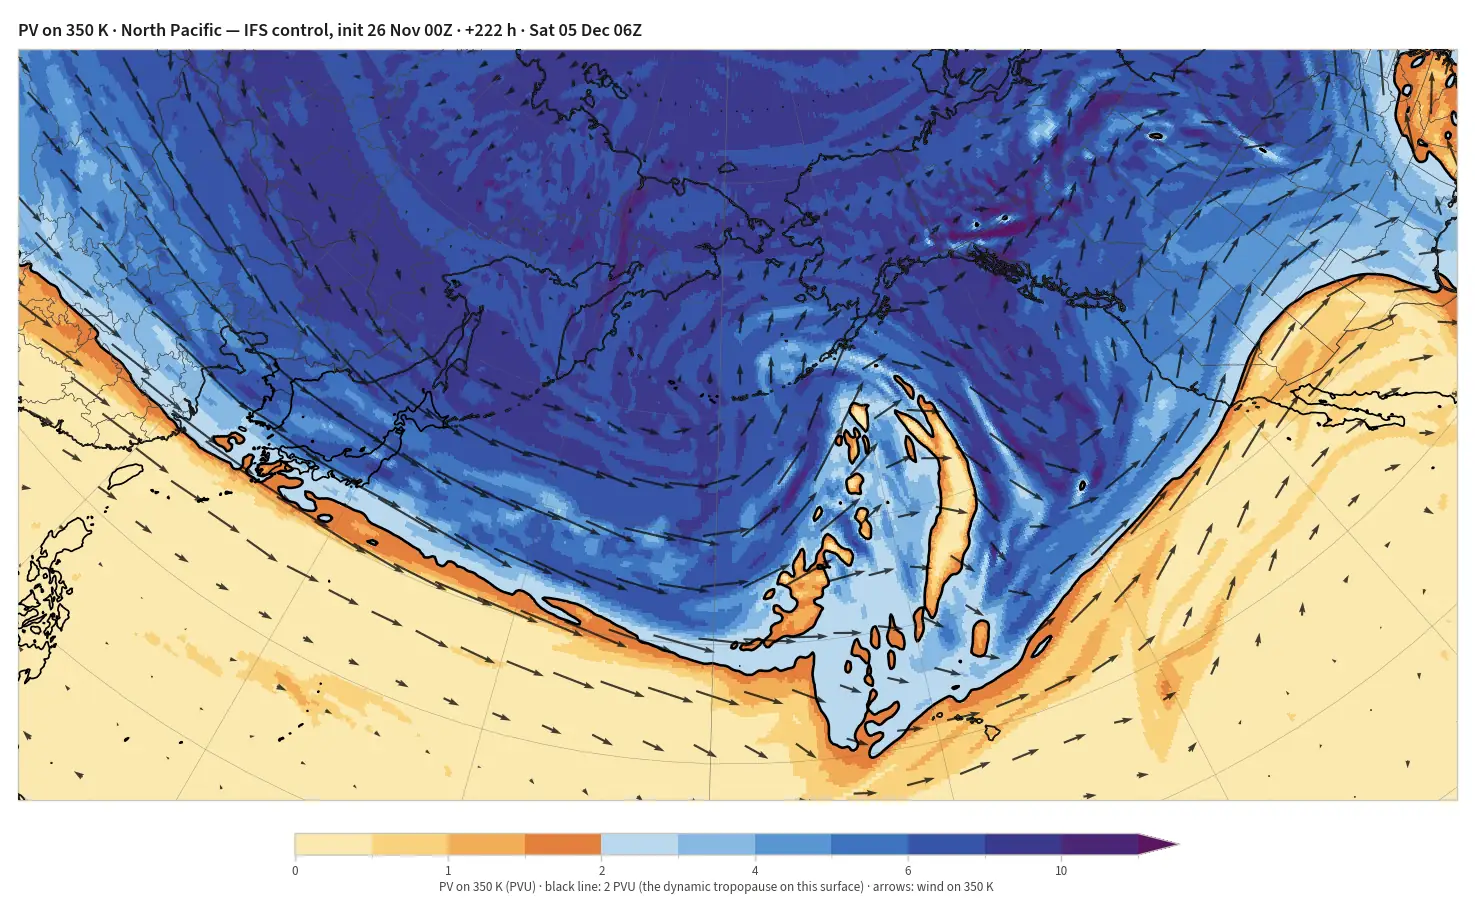 PV on 350 K · North Pacific — IFS control, init 26 Nov 00Z · +222 h · Sat 05 Dec 06Z
0 1 2 4 6 10
PV on 350 K (PVU) · black line: 2 PVU (the dynamic tropopause on this surface) · arrows: wind on 350 K